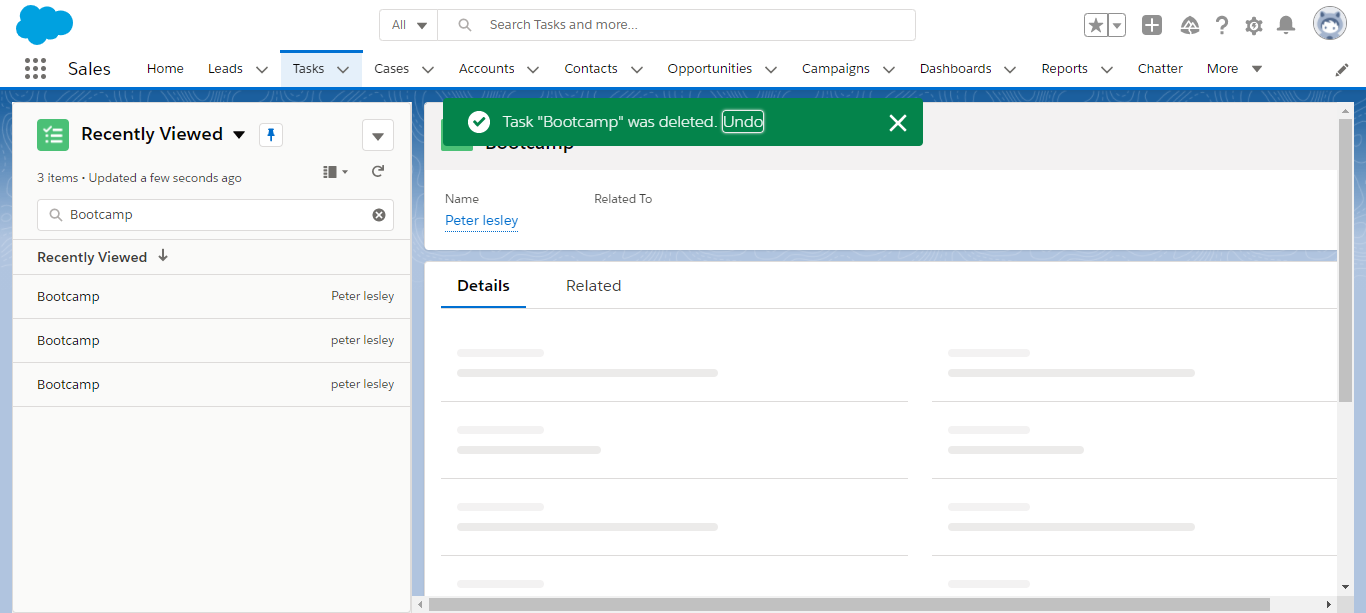 All
Search Tasks and more...
Sales
Home
Leads
Tasks
Cases
Accounts
Contacts
Opportunities
Campaigns
Dashboards
Reports
Chatter
More
Recently Viewed
3 items • Updated a few seconds ago
Bootcamp
Recently Viewed
Bootcamp Peter lesley
Bootcamp peter lesley
Bootcamp peter lesley
Task "Bootcamp" was deleted. Undo
Bootcamp
Name Related To
Peter lesley
Details Related